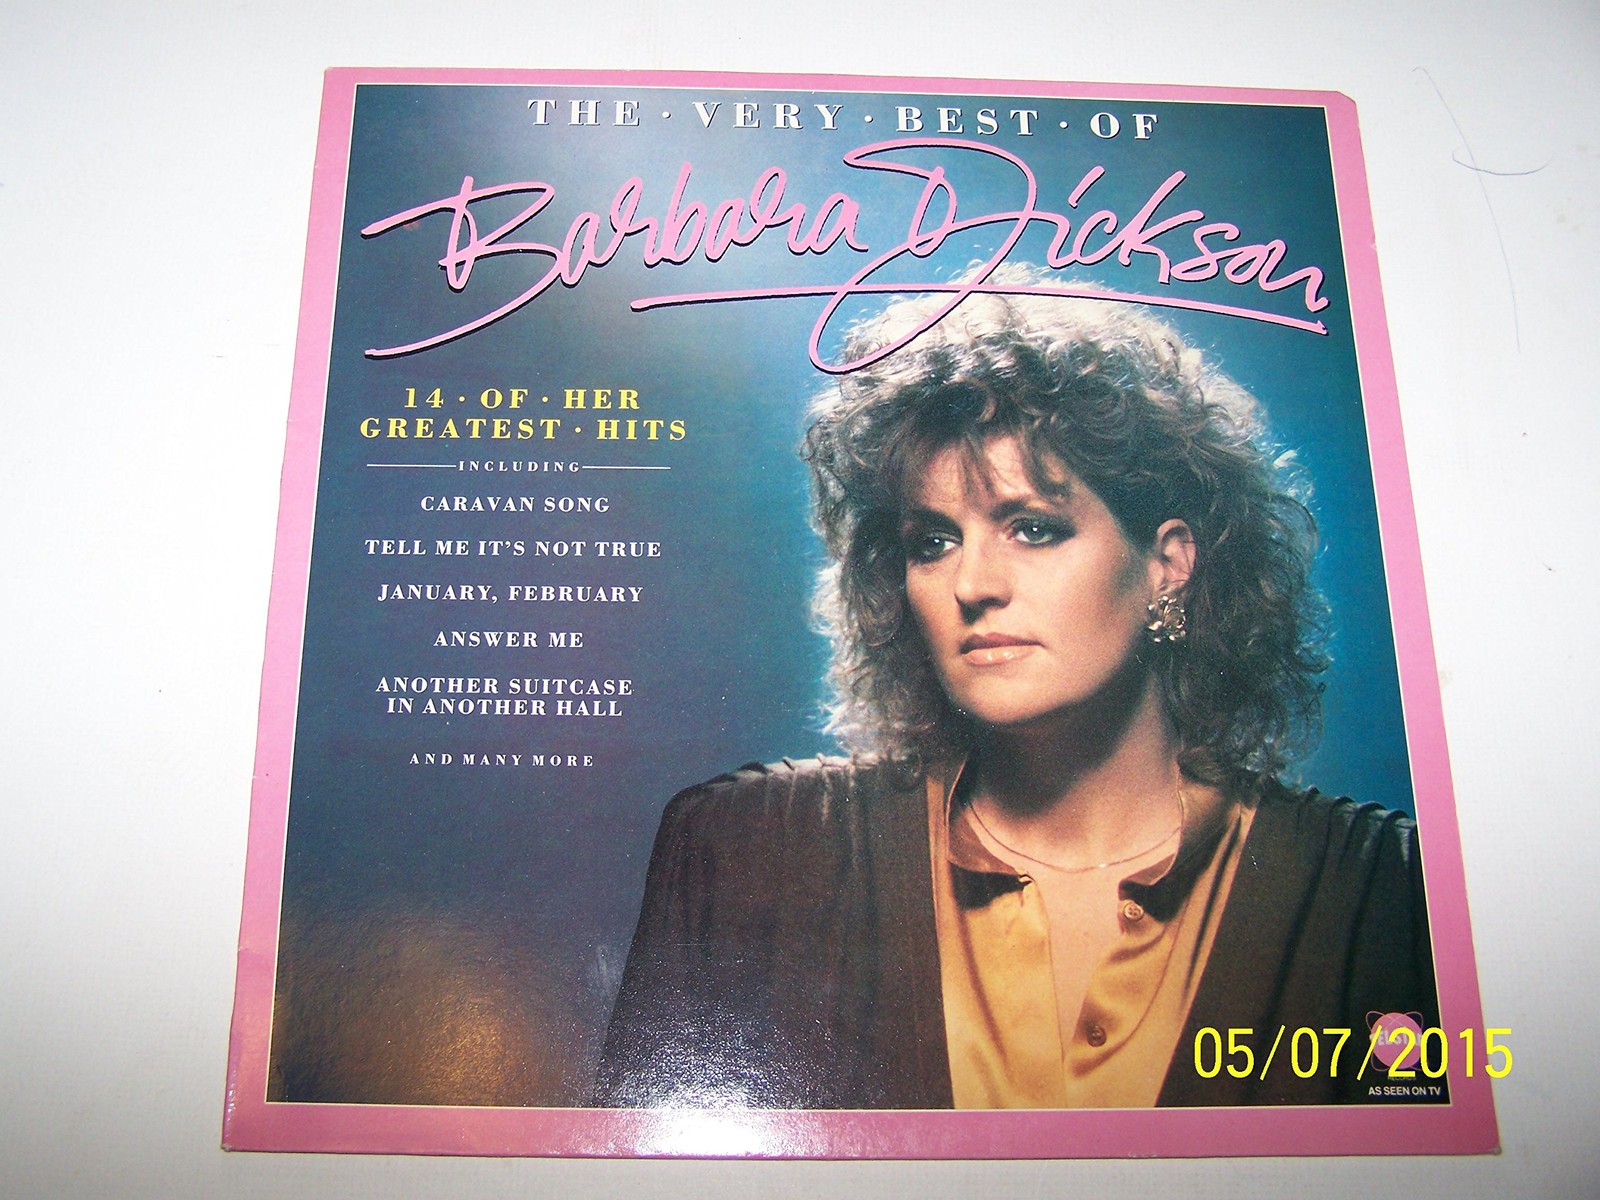 THE · VERY · BEST · OF
Barbara Dickson
14 · OF · HER
GREATEST · HITS
INCLUDING
CARAVAN SONG
TELL ME IT'S NOT TRUE
JANUARY, FEBRUARY
ANSWER ME
ANOTHER SUITCASE
IN ANOTHER HALL
AND MANY MORE
05/07/2015
AS SEEN ON TV